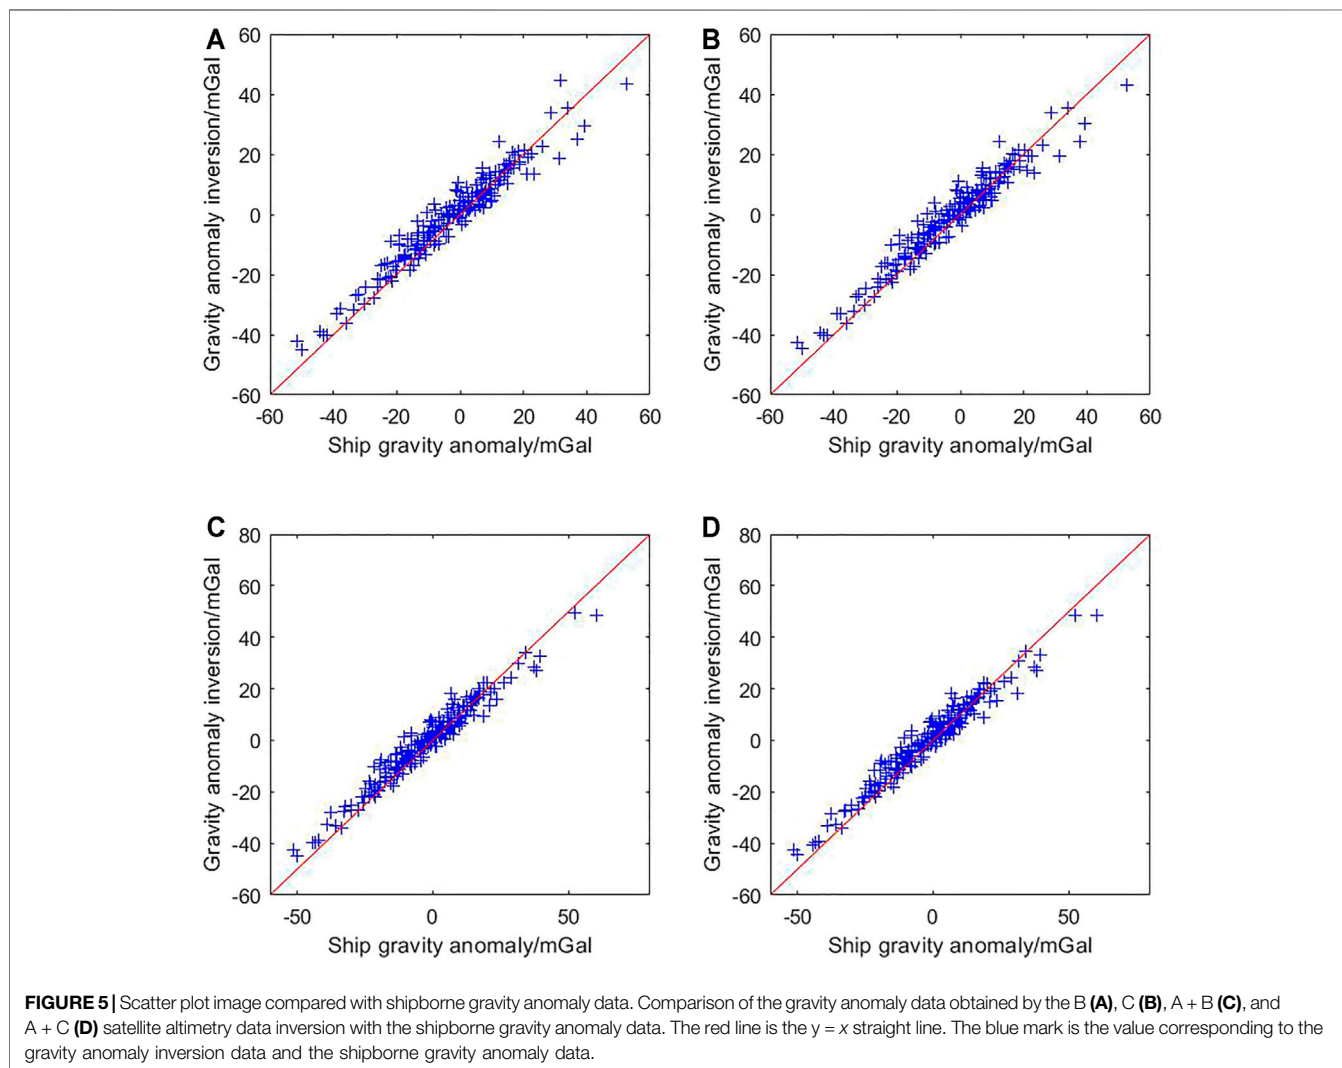 A
B
60
40
20
0
-20
-40
-60
Gravity anomaly inversion/mGal
-60 -40 -20 0 20 40 60
Ship gravity anomaly/mGal
60
40
20
0
-20
-40
-60
Gravity anomaly inversion/mGal
-60 -40 -20 0 20 40 60
Ship gravity anomaly/mGal
C
D
80
60
40
20
0
-20
-40
-60
Gravity anomaly inversion/mGal
-50 0 50
Ship gravity anomaly/mGal
80
60
40
20
0
-20
-40
-60
Gravity anomaly inversion/mGal
-50 0 50
Ship gravity anomaly/mGal
FIGURE 5 | Scatter plot image compared with shipborne gravity anomaly data. Comparison of the gravity anomaly data obtained by the B (A), C (B), A + B (C), and
A + C (D) satellite altimetry data inversion with the shipborne gravity anomaly data. The red line is the y = x straight line. The blue mark is the value corresponding to the
gravity anomaly inversion data and the shipborne gravity anomaly data.